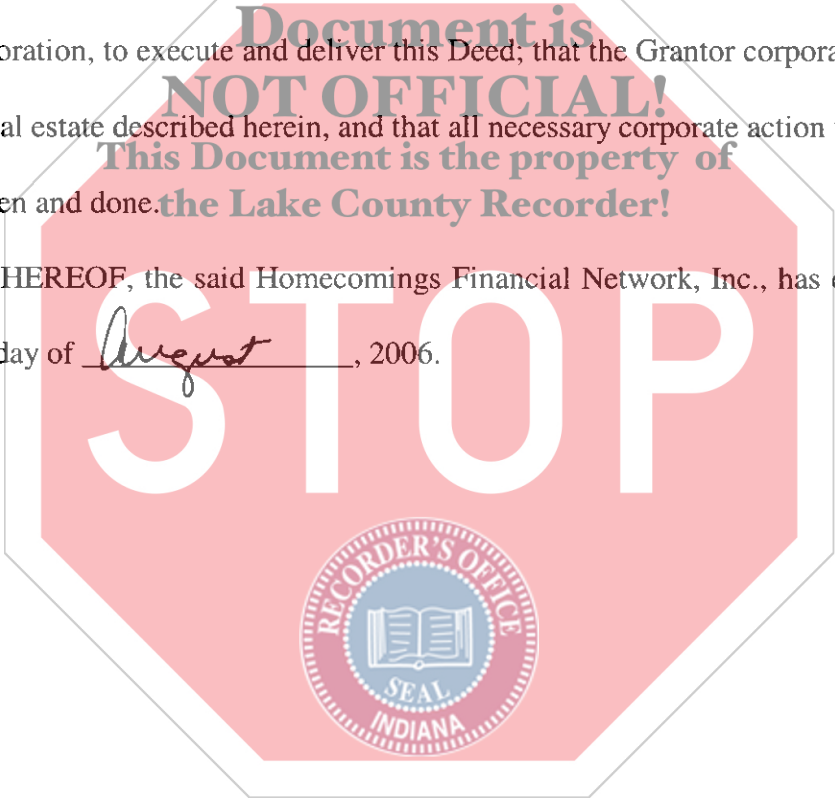 Document is
oration, to execute and deliver this Deed; that the Grantor corpora
NOT OFFICIAL!
al estate described herein, and that all necessary corporate action
This Document is the property of
en and done.
the Lake County Recorder!
HEREOF, the said Homecomings Financial Network, Inc., has
day of August, 2006.
STOP
RECORDER'S OFFICE
SEAL
INDIANA